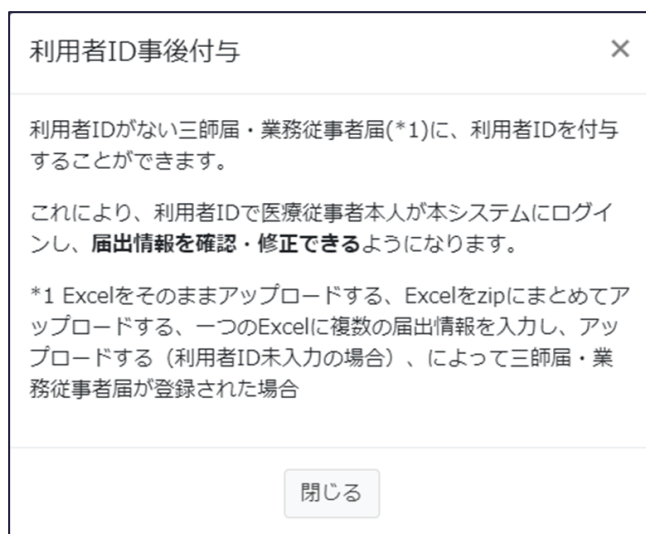 利用者ID事後付与
×
利用者IDがない三師届・業務従事者届(*1)に、利用者IDを付与
することができます。
これにより、利用者IDで医療従事者本人が本システムにログイ
ンし、届出情報を確認・修正できるようになります。
*1 Excelをそのままアップロードする、Excelをzipにまとめてア
ップロードする、一つのExcelに複数の届出情報を入力し、アッ
プロードする（利用者ID未入力の場合）、によって三師届・業
務従事者届が登録された場合
閉じる